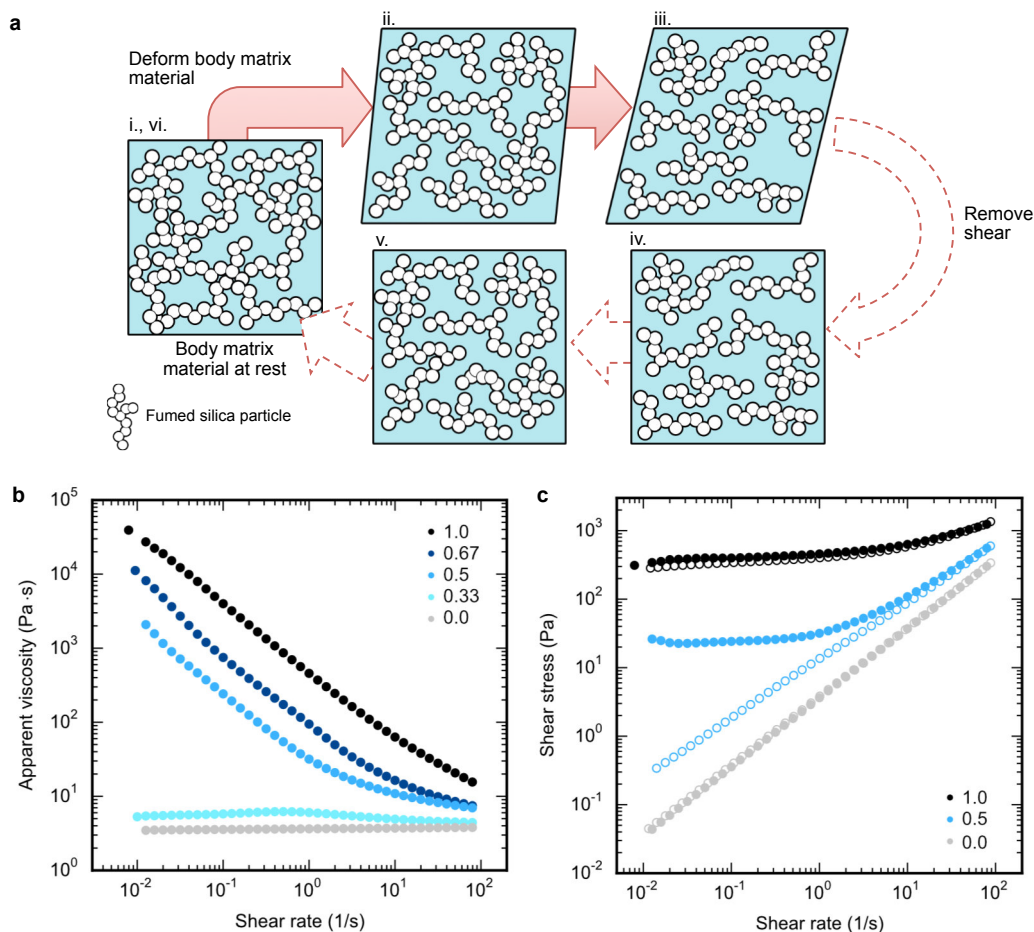 a
Deform body matrix
material
i., vi.
ii.
iii.
Remove
shear
v.
iv.
Body matrix
material at rest
Fumed silica particle
b
10^5
10^4
10^3
10^2
10^1
10^0
Apparent viscosity (Pa·s)
1.0
0.67
0.5
0.33
0.0
10^-2
10^-1
10^0
10^1
10^2
Shear rate (1/s)
c
10^3
10^2
10^1
10^0
10^-1
10^-2
Shear stress (Pa)
1.0
0.5
0.0
10^-2
10^-1
10^0
10^1
10^2
Shear rate (1/s)